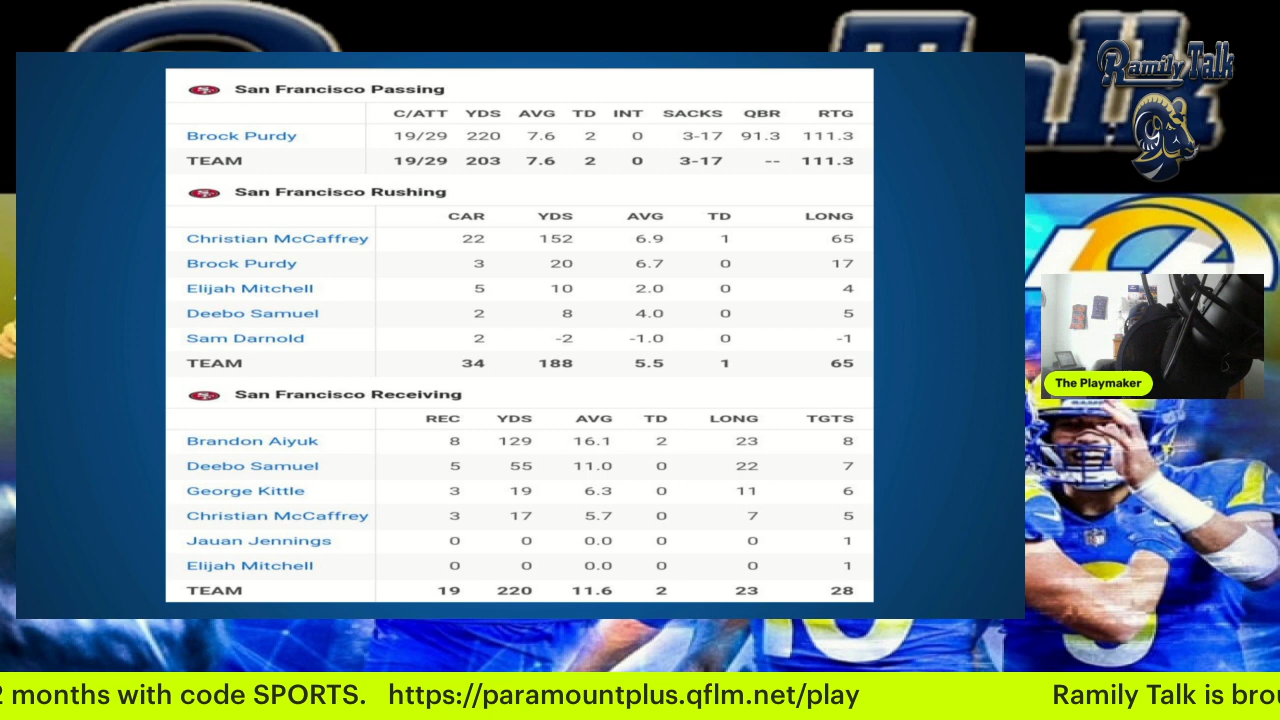 Talk
Ramily Talk
San Francisco Passing
C/ATT YDS AVG TD INT SACKS QBR RTG
Brock Purdy 19/29 220 7.6 2 0 3-17 91.3 111.3
TEAM 19/29 203 7.6 2 0 3-17 -- 111.3
San Francisco Rushing
CAR YDS AVG TD LONG
Christian McCaffrey 22 152 6.9 1 65
Brock Purdy 3 20 6.7 0 17
Elijah Mitchell 5 10 2.0 0 4
Deebo Samuel 2 8 4.0 0 5
Sam Darnold 2 -2 -1.0 0 -1
TEAM 34 188 5.5 1 65
San Francisco Receiving
REC YDS AVG TD LONG TGTS
Brandon Aiyuk 8 129 16.1 2 23 8
Deebo Samuel 5 55 11.0 0 22 7
George Kittle 3 19 6.3 0 11 6
Christian McCaffrey 3 17 5.7 0 7 5
Jauan Jennings 0 0 0.0 0 0 1
Elijah Mitchell 0 0 0.0 0 0 1
TEAM 19 220 11.6 2 23 28
The Playmaker
2 months with code SPORTS. https://paramountplus.qflm.net/play
Ramily Talk is brou